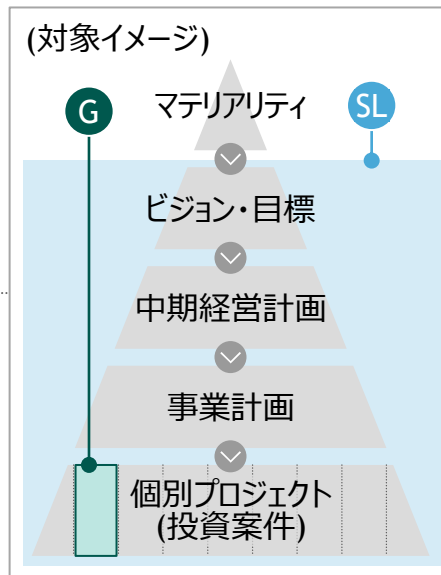 (対象イメージ)
G
マテリアリティ
SL
ビジョン・目標
中期経営計画
事業計画
個別プロジェクト
(投資案件)